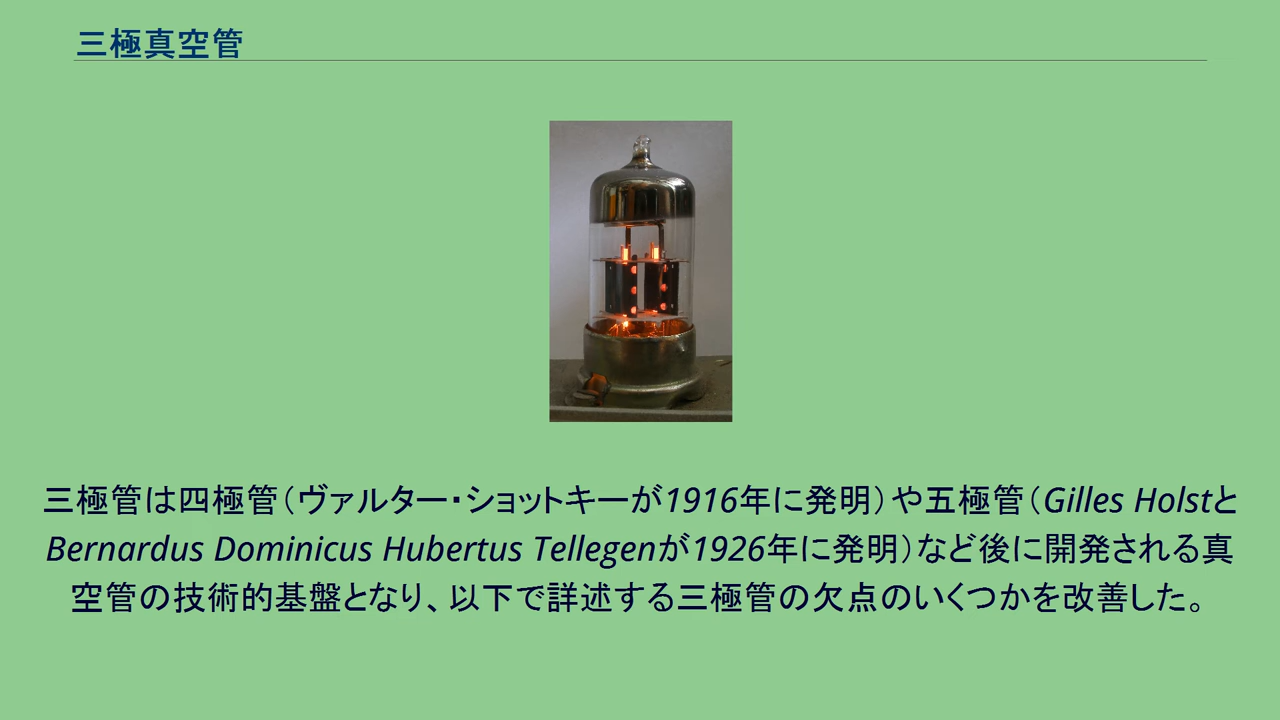 三極真空管
三極管は四極管（ヴァルター・ショットキーが1916年に発明）や五極管（Gilles Holstと
Bernardus Dominicus Hubertus Tellegenが1926年に発明）など後に開発される真
空管の技術的基盤となり、以下で詳述する三極管の欠点のいくつかを改善した。